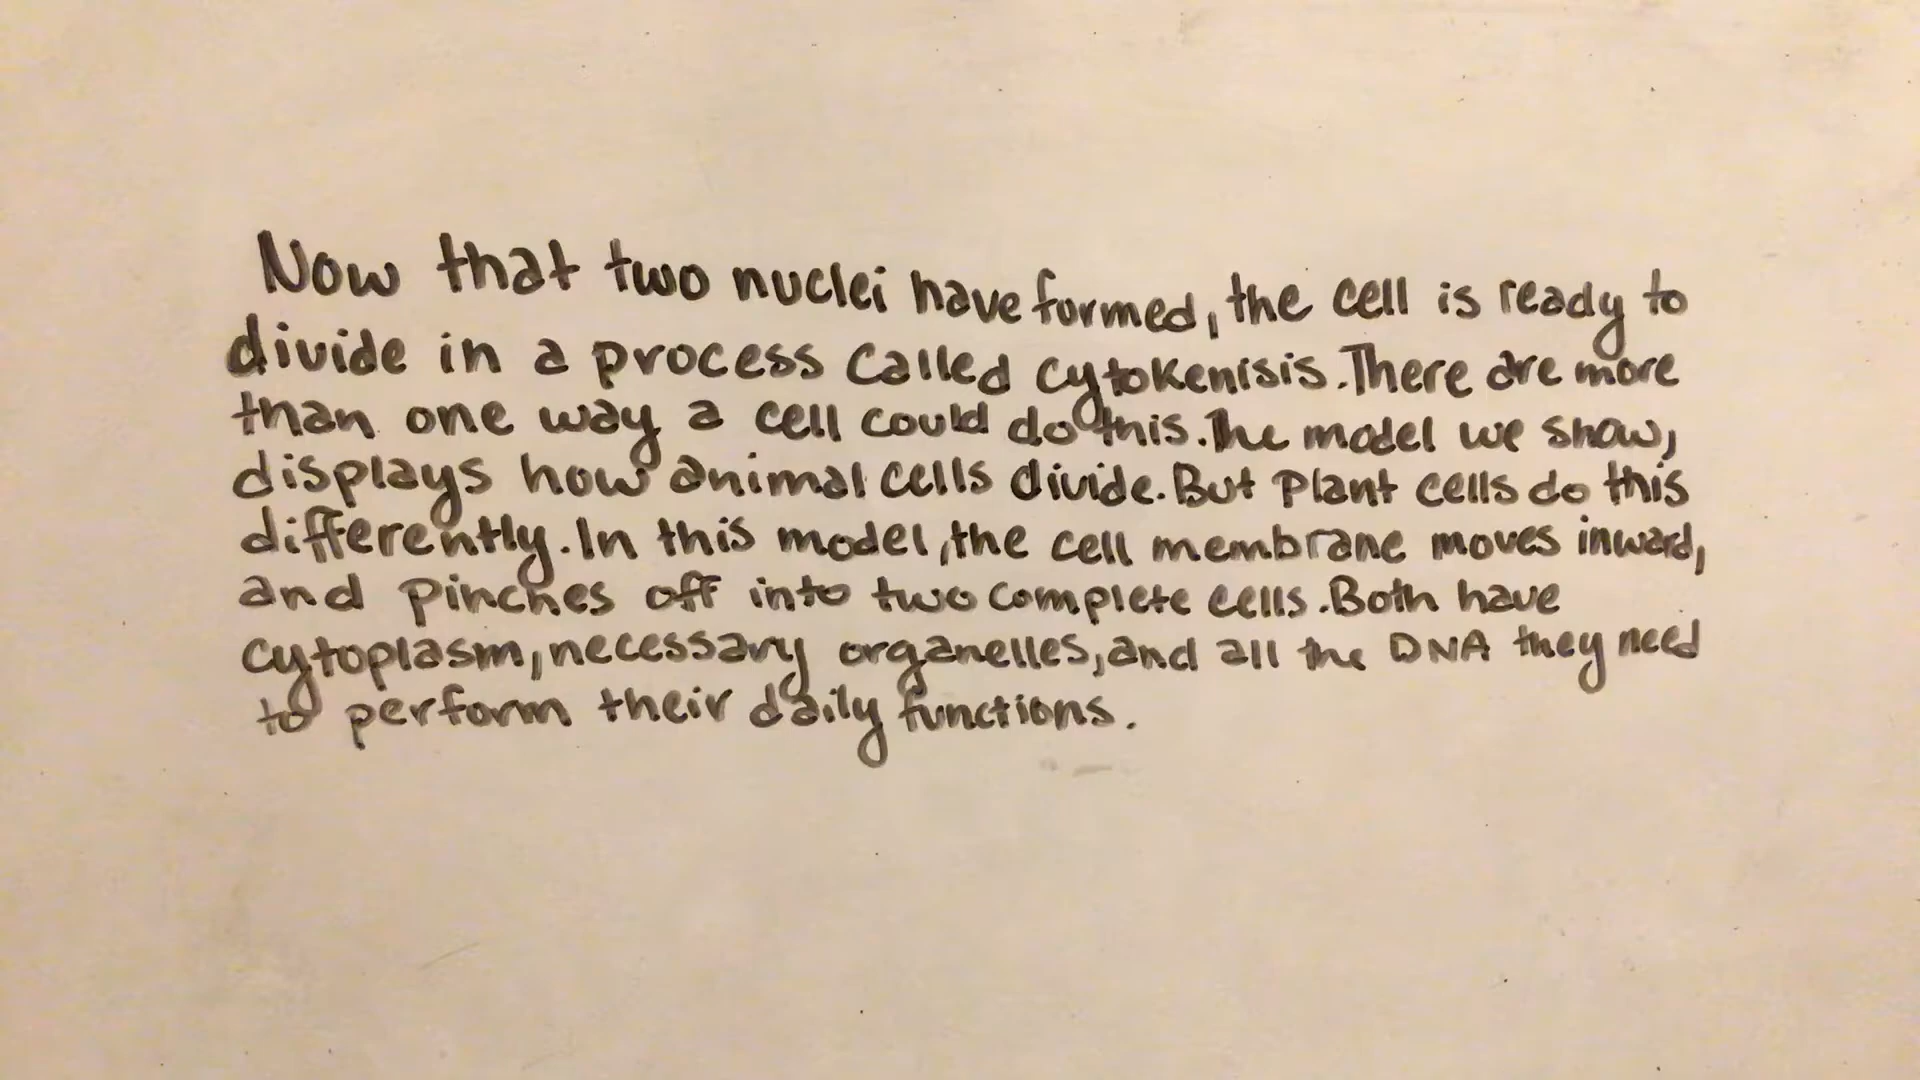 Now that two nuclei have formed, the cell is ready to
divide in a process called cytokenisis. There are more
than one way a cell could do this. The model we show,
displays how animal cells divide. But plant cells do this
differently. In this model, the cell membrane moves inward,
and pinches off into two complete cells. Both have
cytoplasm, necessary organelles, and all the DNA they need
to perform their daily functions.